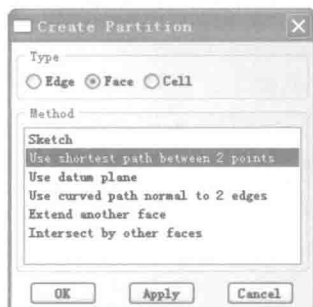 Create Partition
Type
Edge Face Cell
Method
Sketch
Use shortest path between 2 points
Use datum plane
Use curved path normal to 2 edges
Extend another face
Intersect by other faces
OK Apply Cancel